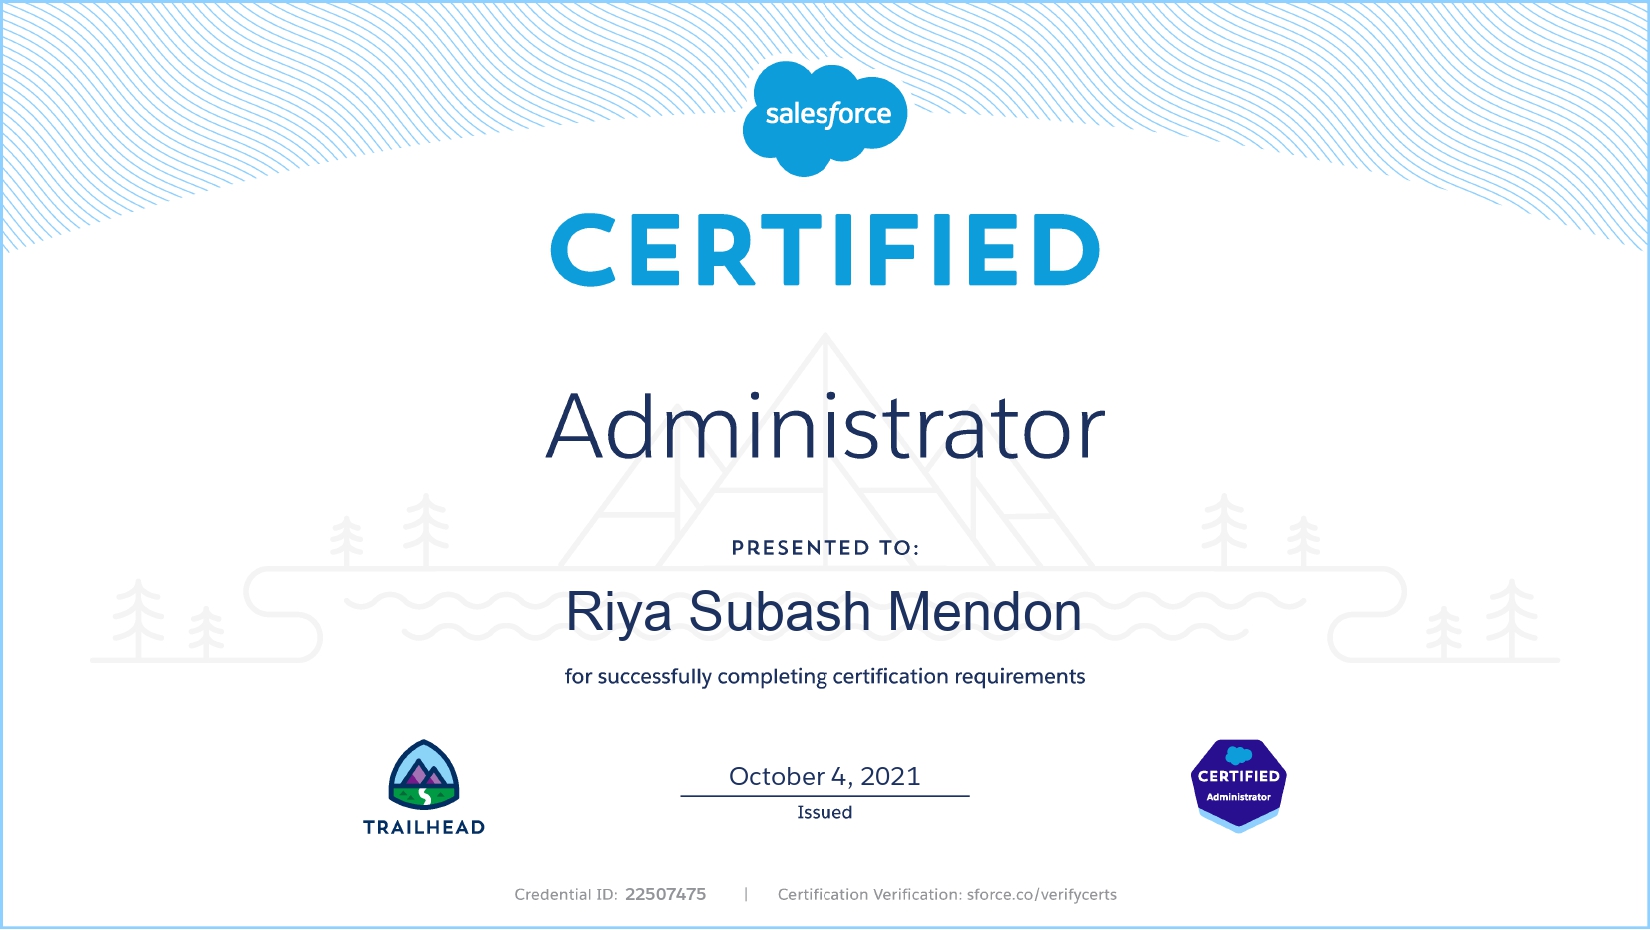 salesforce
CERTIFIED
Administrator
PRESENTED TO:
Riya Subash Mendon
for successfully completing certification requirements
TRAILHEAD
October 4, 2021
Issued
CERTIFIED
Administrator
Credential ID: 22507475 | Certification Verification: sforce.co/verifycerts